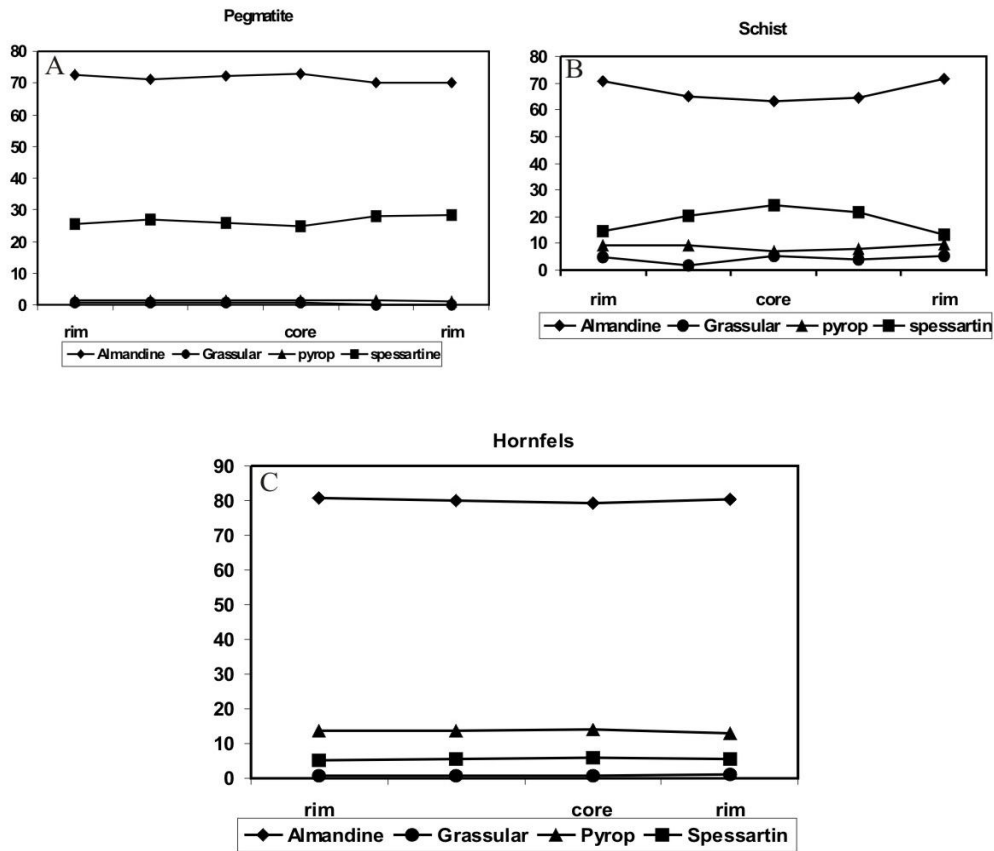 Pegmatite
A
80
70
60
50
40
30
20
10
0
rim core rim
Almandine Grassular pyrop spessartine
Schist
B
80
70
60
50
40
30
20
10
0
rim core rim
Almandine Grassular pyrop spessartin
Hornfels
C
90
80
70
60
50
40
30
20
10
0
rim core rim
Almandine Grassular Pyrop Spessartin